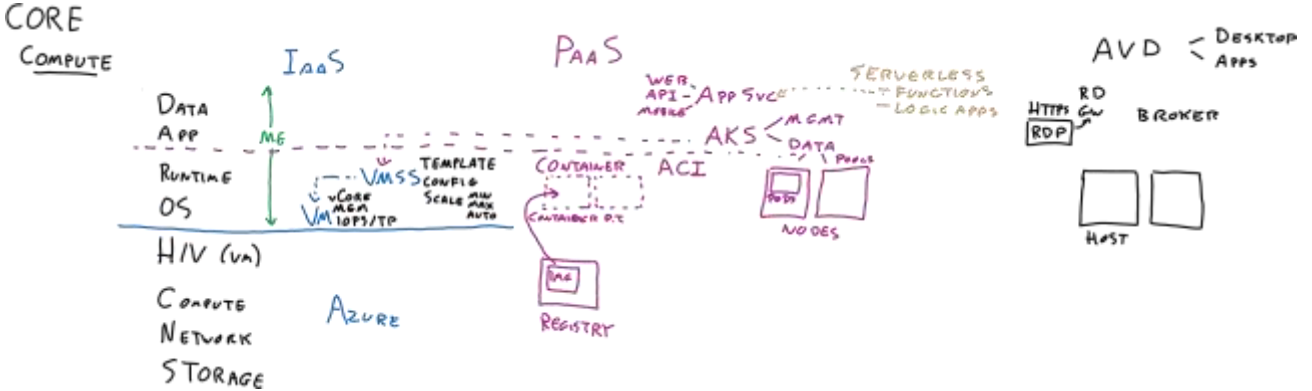 CORE
COMPUTE
IAAS
PAAS
AVD
DESKTOP
APPS
DATA
APP
ME
WEB
API
MOBILE
APP SVC
SERVERLESS
FUNCTIONS
LOGIC APPS
AKS
MGMT
DATA
HTTPS
RDP
RD
GW
BROKER
RUNTIME
OS
VMSS
TEMPLATE
CONFIG
SCALE MIN
MAX
AUTO
VM
vCORE
MEM
IOPS/TP
CONTAINER
ACI
CONTAINER R.T
POOLS
PODS
NODES
HOST
H/V (VM)
COMPUTE
NETWORK
STORAGE
AZURE
IMG
REGISTRY